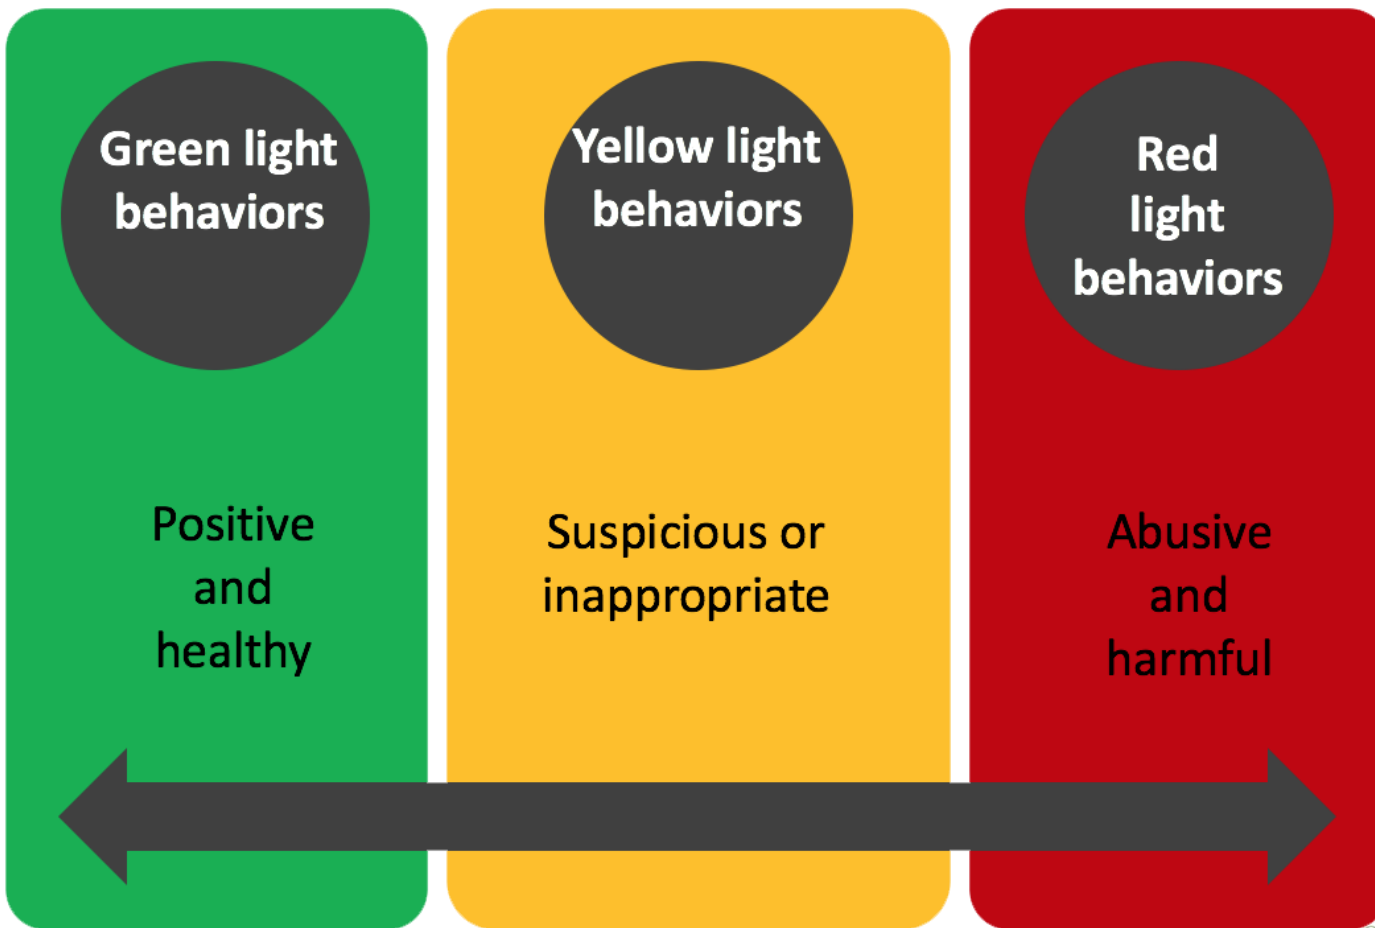 Green light
behaviors
Positive
and
healthy
Yellow light
behaviors
Suspicious or
inappropriate
Red
light
behaviors
Abusive
and
harmful